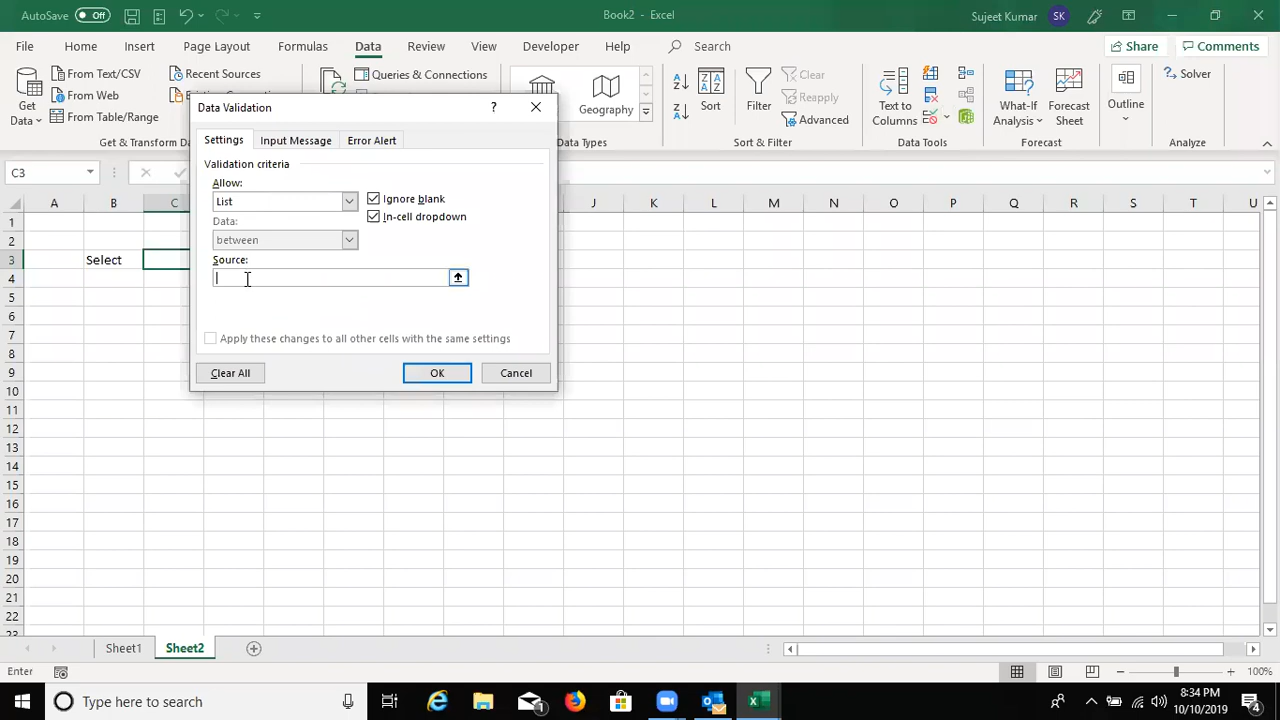 AutoSave Off Book2 - Excel Sujeet Kumar SK
File Home Insert Page Layout Formulas Data Review View Developer Help Search Share Comments
Get Data From Text/CSV From Web From Table/Range Recent Sources Queries & Connections Geography Sort Filter Clear Reapply Advanced Text to Columns What-If Analysis Forecast Sheet Outline Solver
Data Types Sort & Filter Data Tools Forecast Analyze
C3
Data Validation ?
Settings Input Message Error Alert
Validation criteria
Allow:
List Ignore blank
Data: In-cell dropdown
between
Source:
Apply these changes to all other cells with the same settings
Clear All OK Cancel
A B C J K L M N O P Q R S T U
1
2
3 Select
4
5
6
7
8
9
10
11
12
13
14
15
16
17
18
19
20
21
22
23
Sheet1 Sheet2
Enter 100%
Type here to search 1 8:34 PM
10/10/2019 4